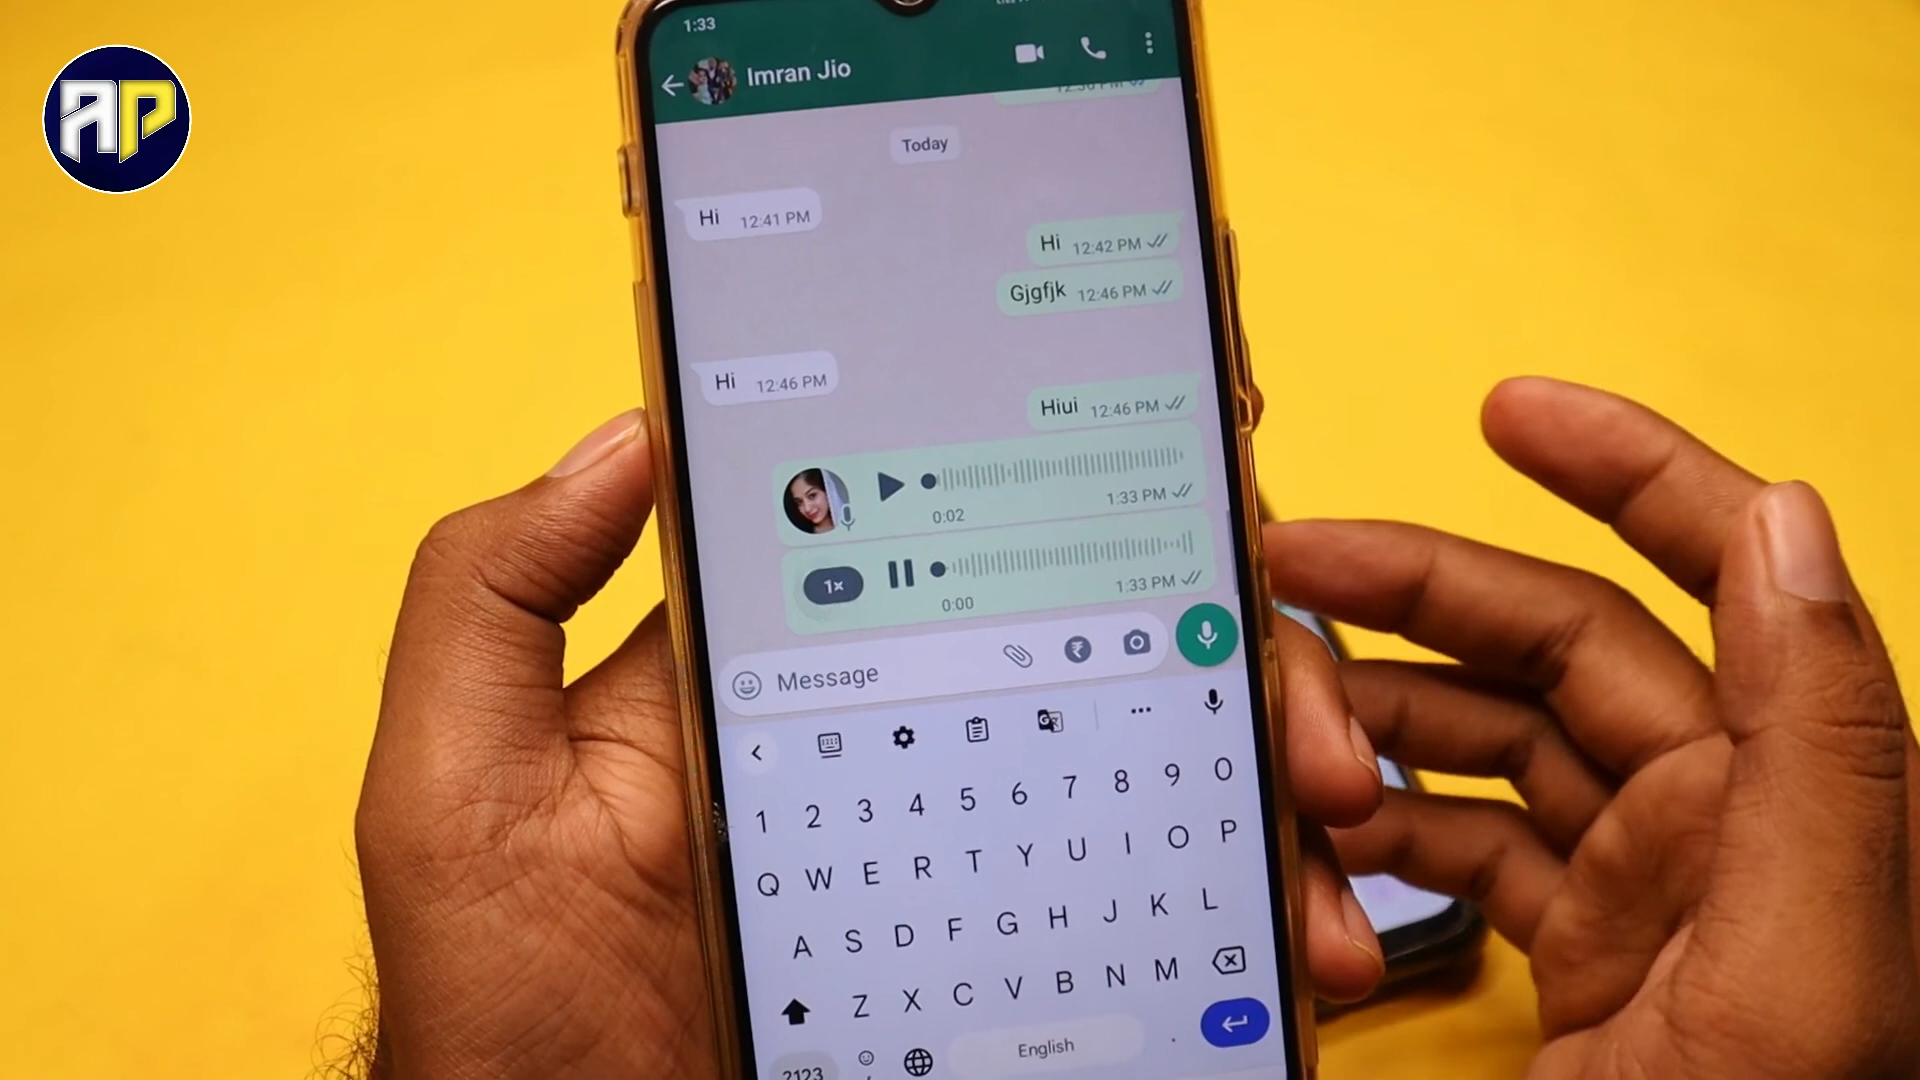 AP
1:33
Imran Jio
Today
Hi 12:41 PM
Hi 12:42 PM
Gjgfjk 12:46 PM
Hi 12:46 PM
Hiui 12:46 PM
0:02 1:33 PM
1x
0:00 1:33 PM
Message
1 2 3 4 5 6 7 8 9 0
Q W E R T Y U I O P
A S D F G H J K L
Z X C V B N M
?123 English .